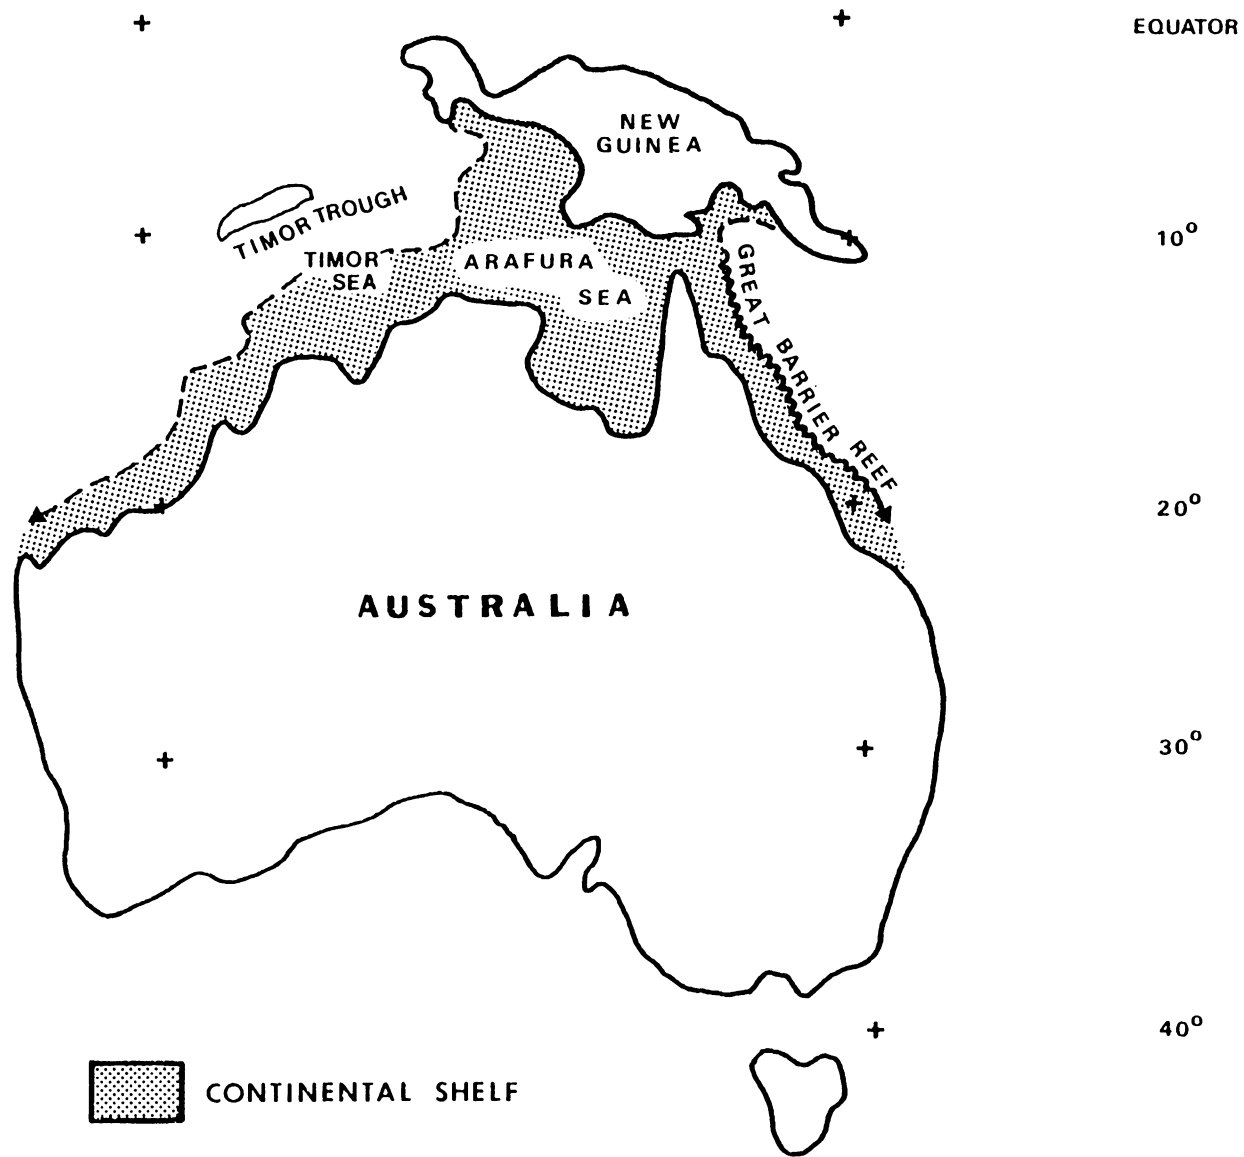 EQUATOR
NEW
GUINEA
TIMOR TROUGH
10°
TIMOR
SEA
ARAFURA
SEA
GREAT BARRIER REEF
20°
AUSTRALIA
30°
40°
CONTINENTAL SHELF